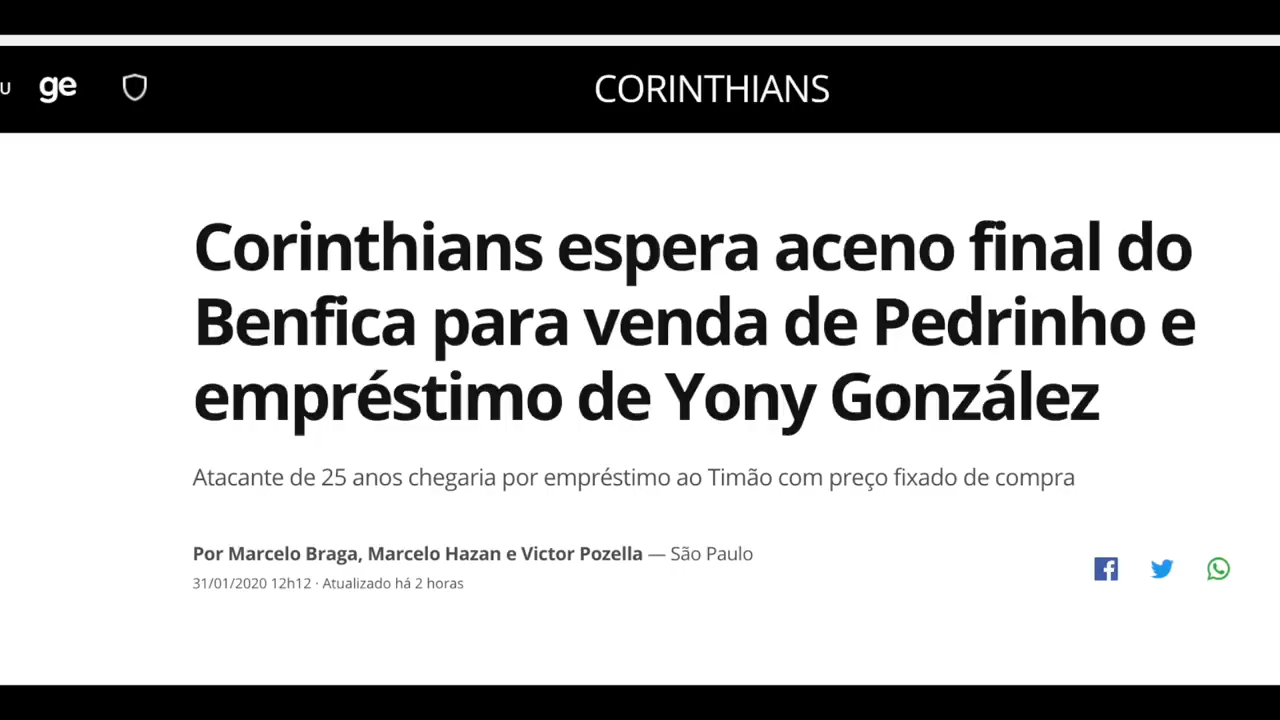 U ge CORINTHIANS
Corinthians espera aceno final do
Benfica para venda de Pedrinho e
empréstimo de Yony González
Atacante de 25 anos chegaria por empréstimo ao Timão com preço fixado de compra
Por Marcelo Braga, Marcelo Hazan e Victor Pozella — São Paulo
31/01/2020 12h12 · Atualizado há 2 horas